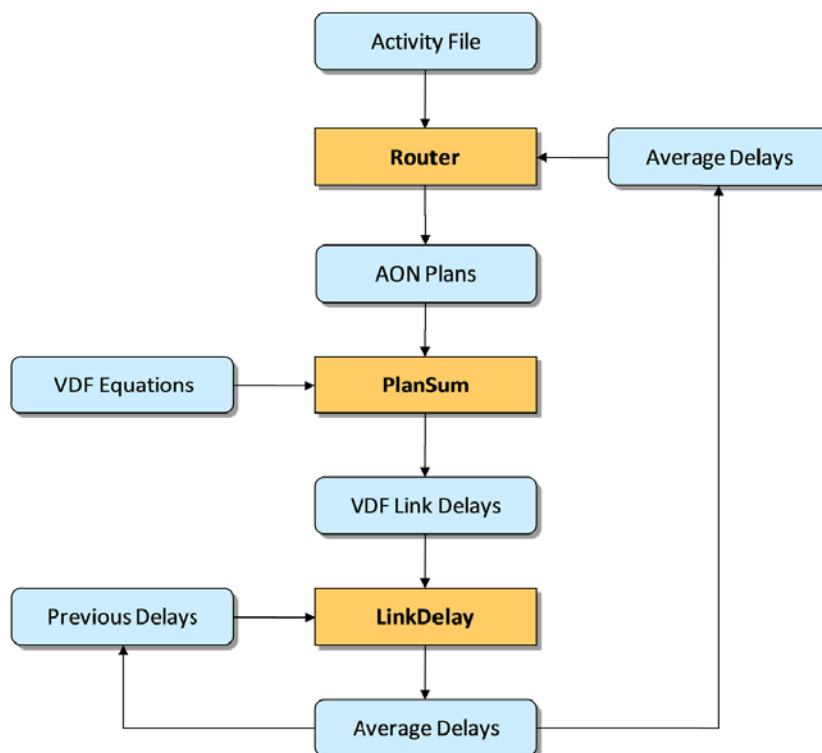 Activity File
Router
Average Delays
AON Plans
VDF Equations
PlanSum
VDF Link Delays
Previous Delays
LinkDelay
Average Delays